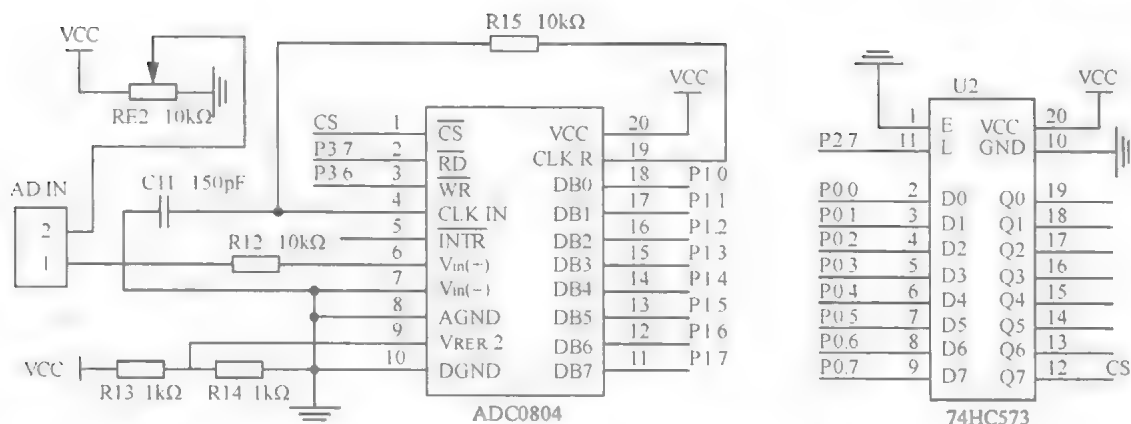 R15 10kΩ
VCC
RE2 10kΩ
AD IN
2
1
C11 150pF
R12 10kΩ
CS 1 CS VCC 20 VCC
P3 7 2 RD CLK R 19
P3 6 3 WR DB0 18 P1 0
4 CLK IN DB1 17 P1 1
5 INTR DB2 16 P1.2
6 Vin(-) DB3 15 P1 3
7 Vin(-) DB4 14 P1 4
8 AGND DB5 13 P1 5
9 VRER 2 DB6 12 P1 6
10 DGND DB7 11 P1 7
VCC
R13 1kΩ R14 1kΩ
ADC0804
U2
VCC
1 E VCC 20
P2 7 11 L GND 10
P0 0 2 D0 Q0 19
P0 1 3 D1 Q1 18
P0 2 4 D2 Q2 17
P0 3 5 D3 Q3 16
P0 4 6 D4 Q4 15
P0.5 7 D5 Q5 14
P0.6 8 D6 Q6 13
P0.7 9 D7 Q7 12 CS
74HC573